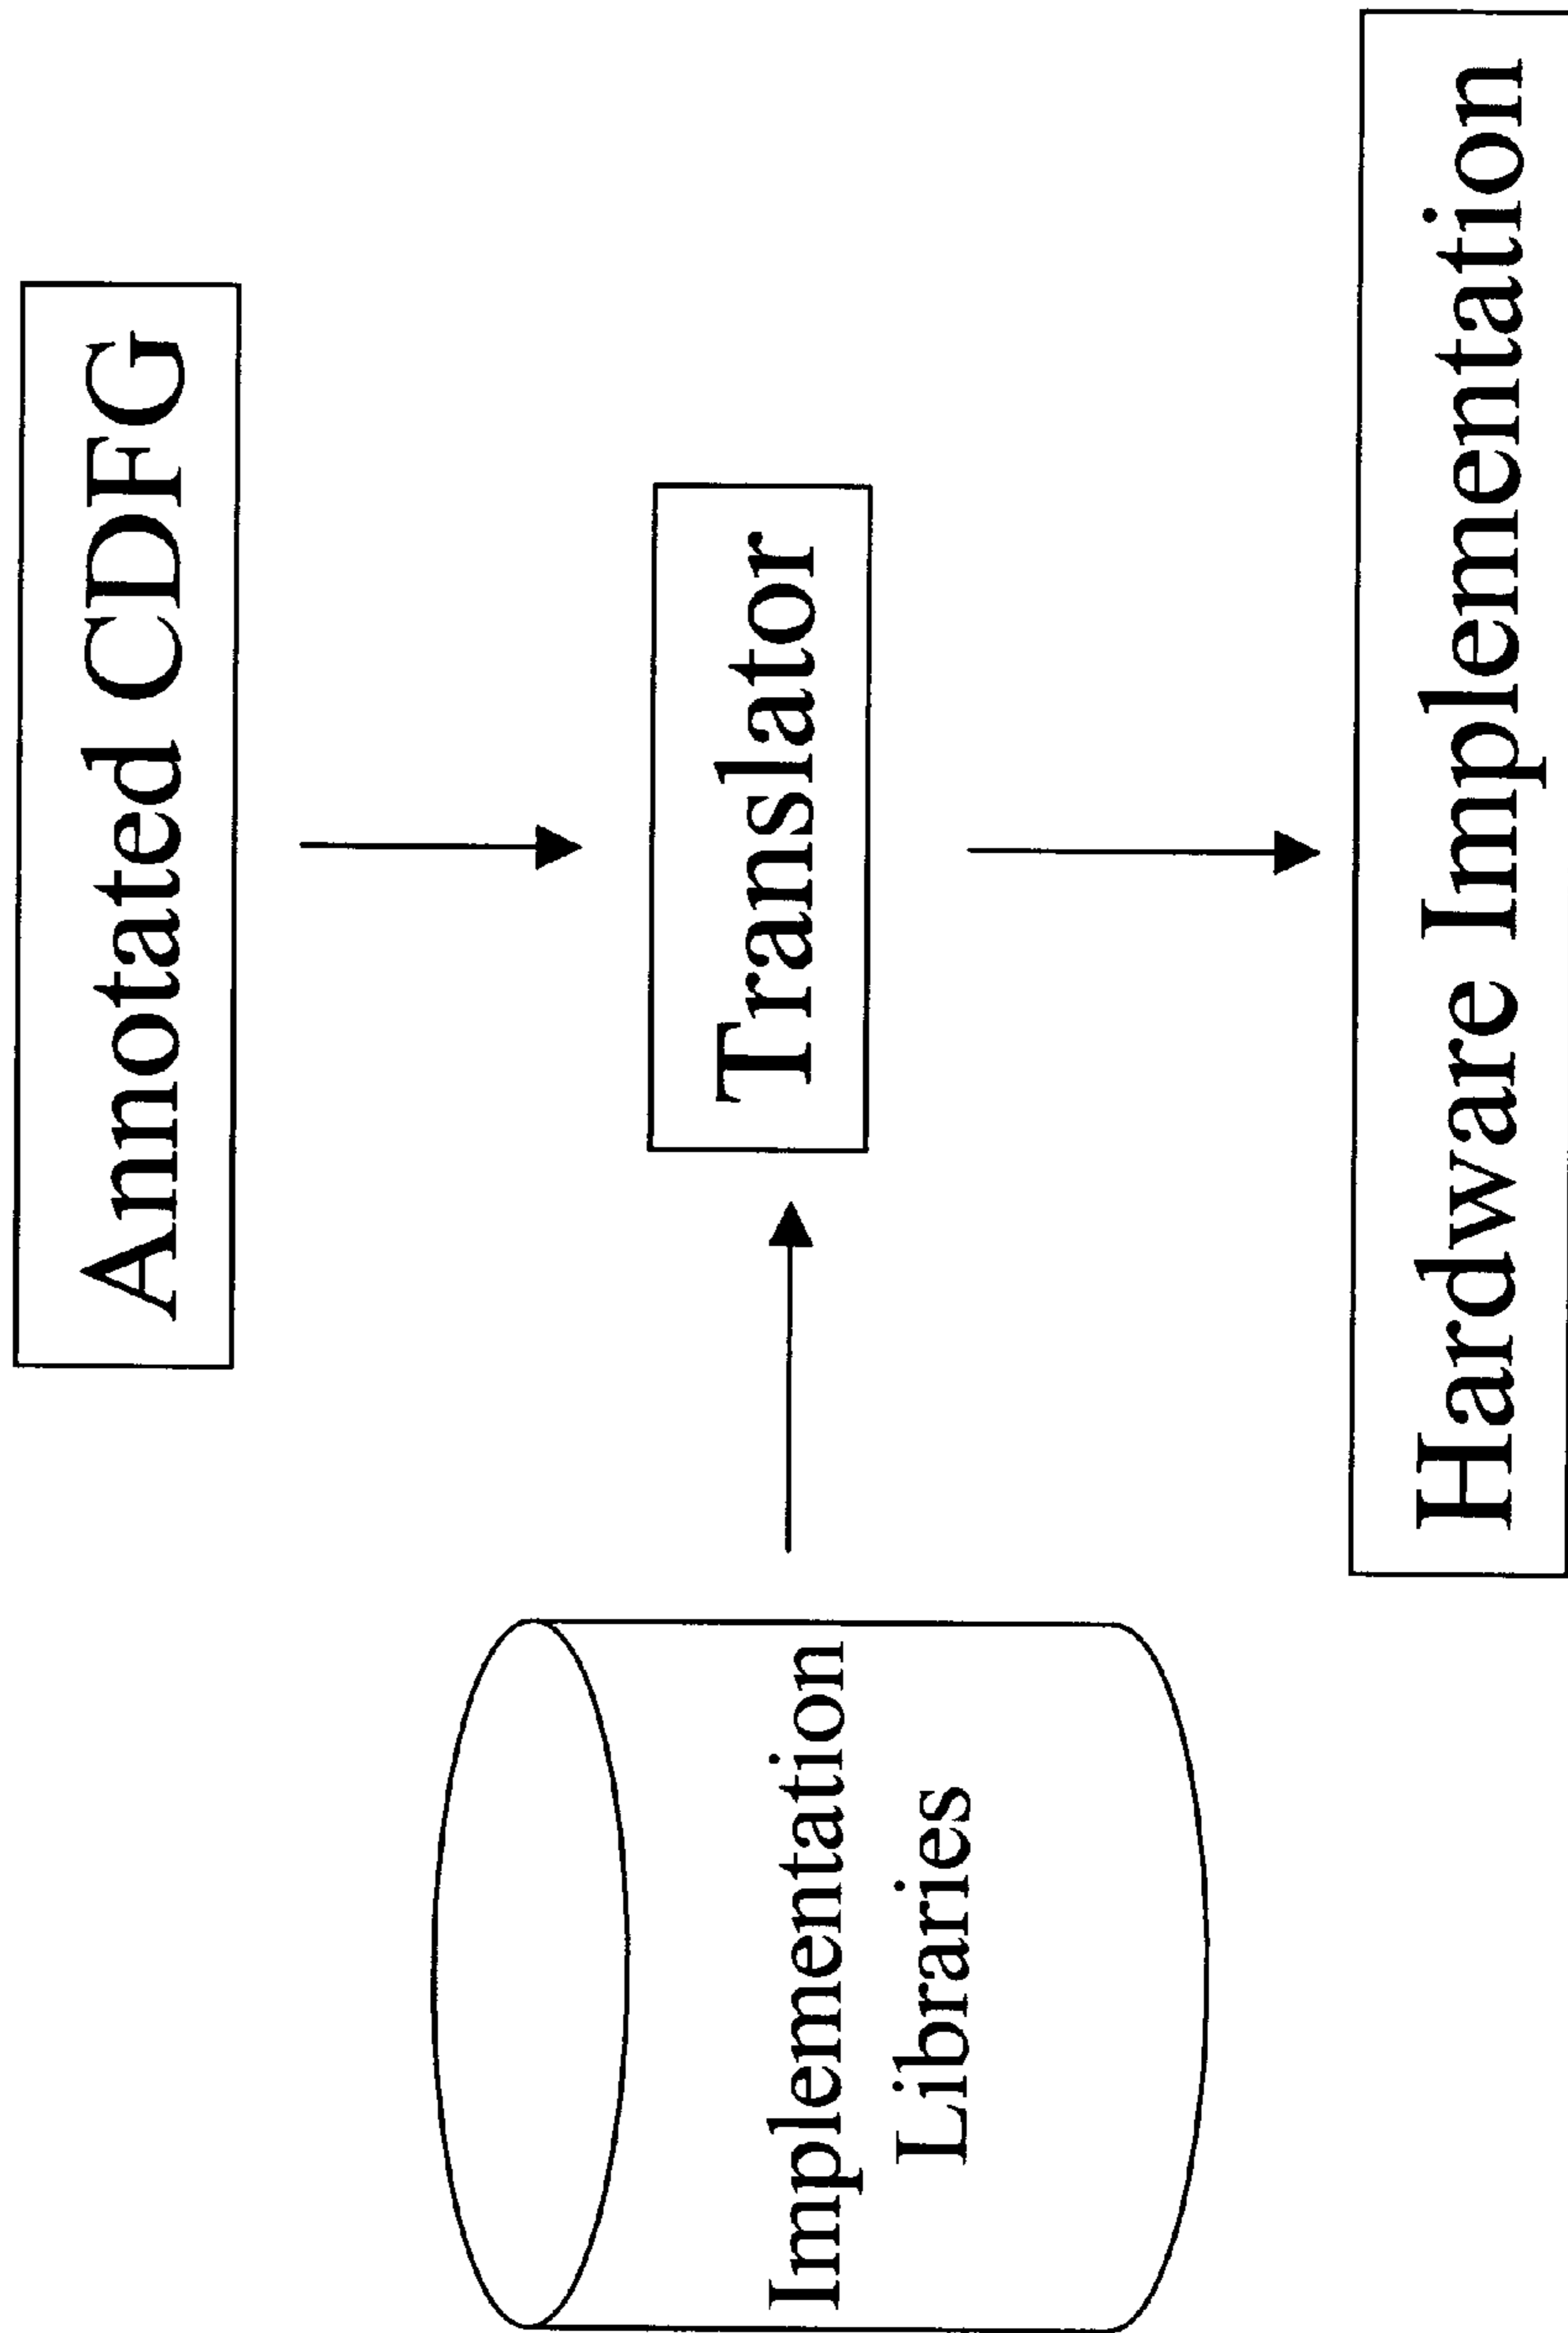 Annotated CDFG
Implementation
Libraries
Translator
Hardware Implementation